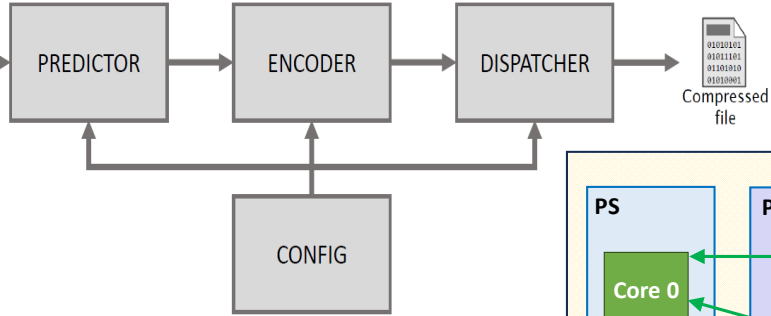 PREDICTOR
ENCODER
DISPATCHER
01010101
01011101
01101010
01010001
Compressed
file
CONFIG
PS
P
Core 0